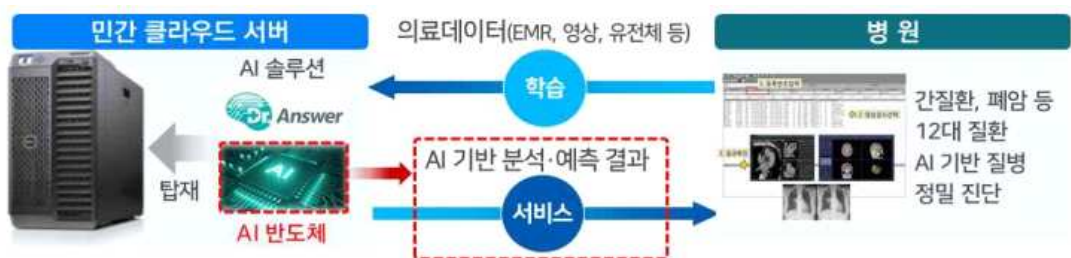 민간 클라우드 서버
의료데이터(EMR, 영상, 유전체 등)
병 원
AI 솔루션
Dr. Answer
학습
AI
탑재
AI 반도체
AI 기반 분석·예측 결과
서비스
간질환, 폐암 등
12대 질환
AI 기반 질병
정밀 진단